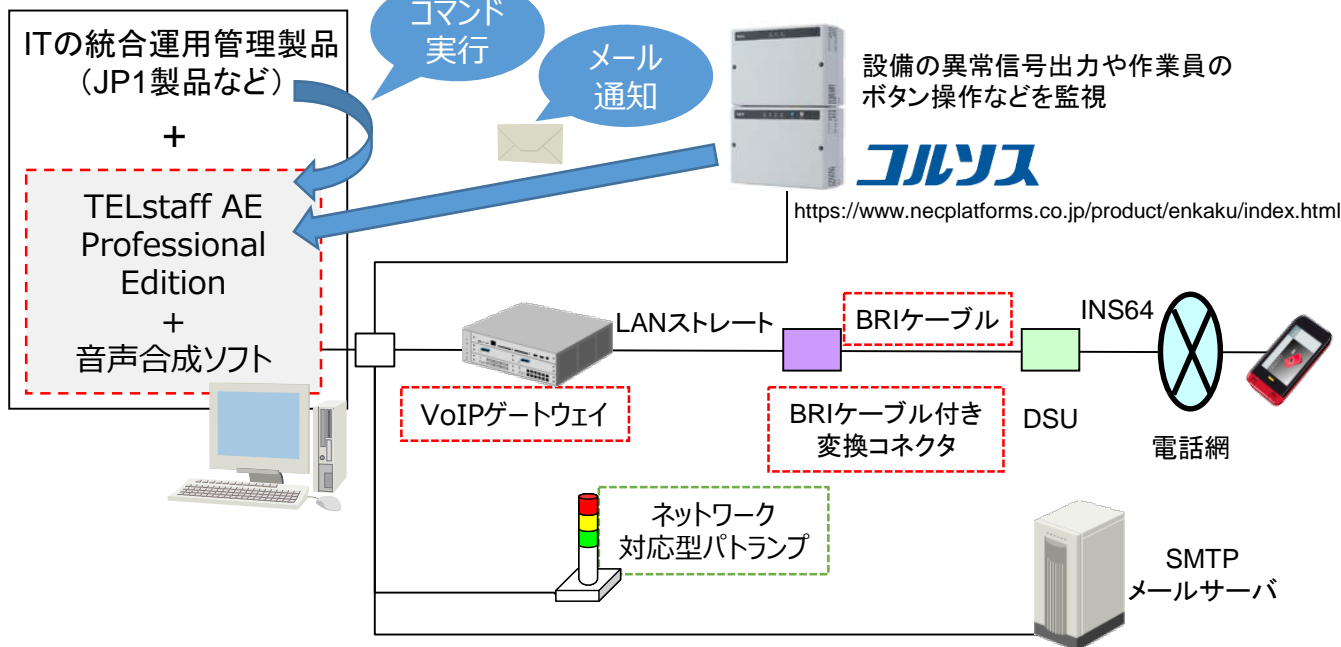 コマンド
実行
ITの統合運用管理製品
（JP1製品など）
+
TELstaff AE
Professional
Edition
+
音声合成ソフト
メール
通知
設備の異常信号出力や作業員の
ボタン操作などを監視
コルソス
https://www.necplatforms.co.jp/product/enkaku/index.html
LANストレート
BRIケーブル
INS64
VoIPゲートウェイ
BRIケーブル付き
変換コネクタ
DSU
電話網
ネットワーク
対応型パトランプ
SMTP
メールサーバ